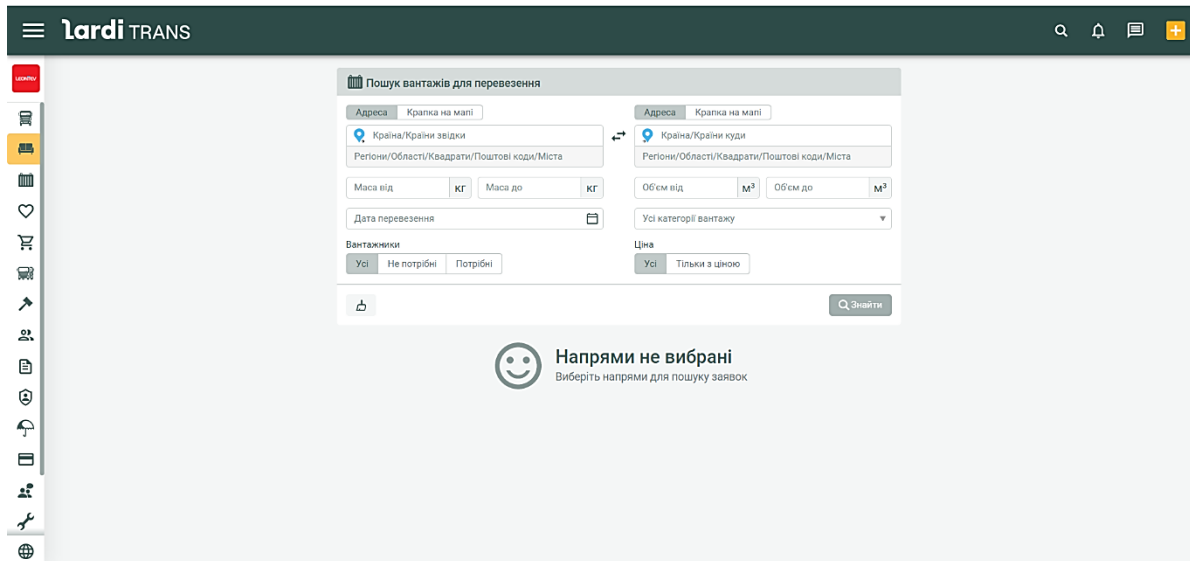 lardi TRANS
LEONTEV
Пошук вантажів для перевезення
Адреса Крапка на мапі
Адреса Крапка на мапі
Країна/Країни звідки
Країна/Країни куди
Регіони/Області/Квадрати/Поштові коди/Міста
Регіони/Області/Квадрати/Поштові коди/Міста
Маса від кг Маса до кг
Об'єм від м³ Об'єм до м³
Дата перевезення
Усі категорії вантажу
Вантажники
Ціна
Усі Не потрібні Потрібні
Усі Тільки з ціною
Знайти
Напрями не вибрані
Виберіть напрями для пошуку заявок